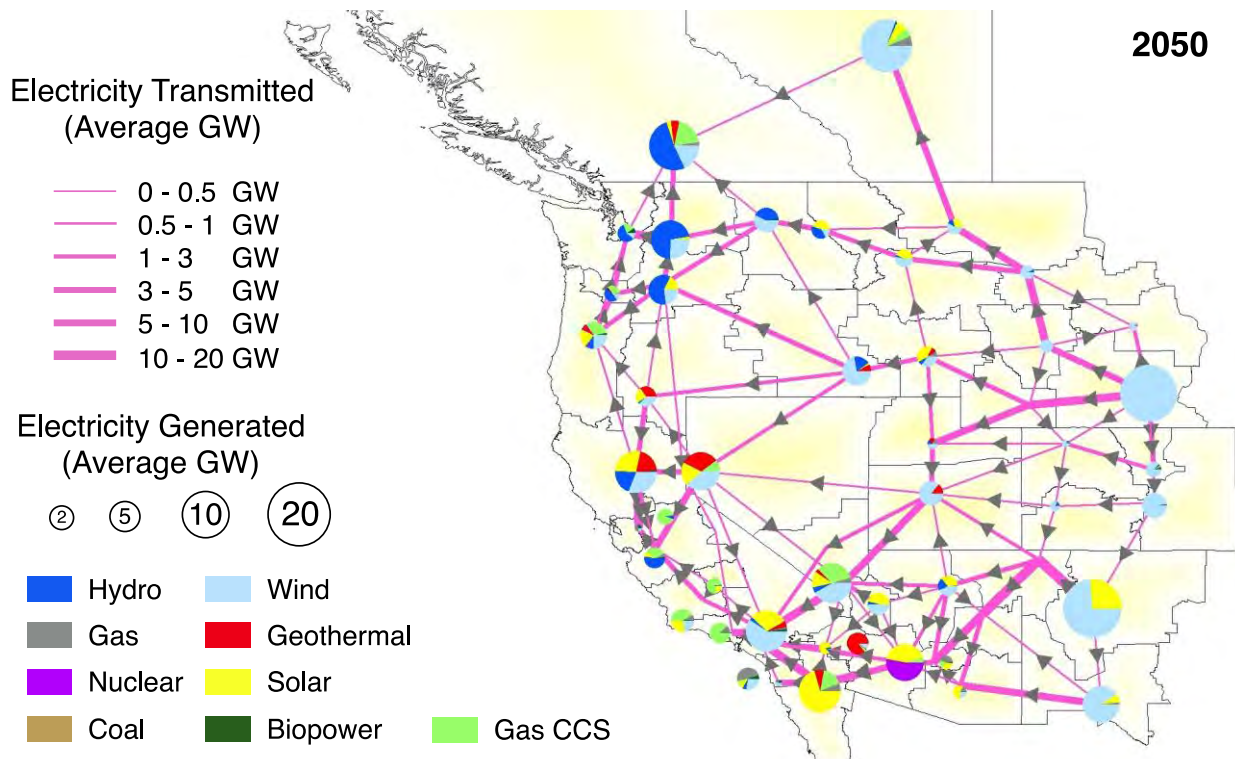 2050
Electricity Transmitted
(Average GW)
0 - 0.5 GW
0.5 - 1 GW
1 - 3 GW
3 - 5 GW
5 - 10 GW
10 - 20 GW
Electricity Generated
(Average GW)
2 5 10 20
Hydro Wind
Gas Geothermal
Nuclear Solar
Coal Biopower Gas CCS